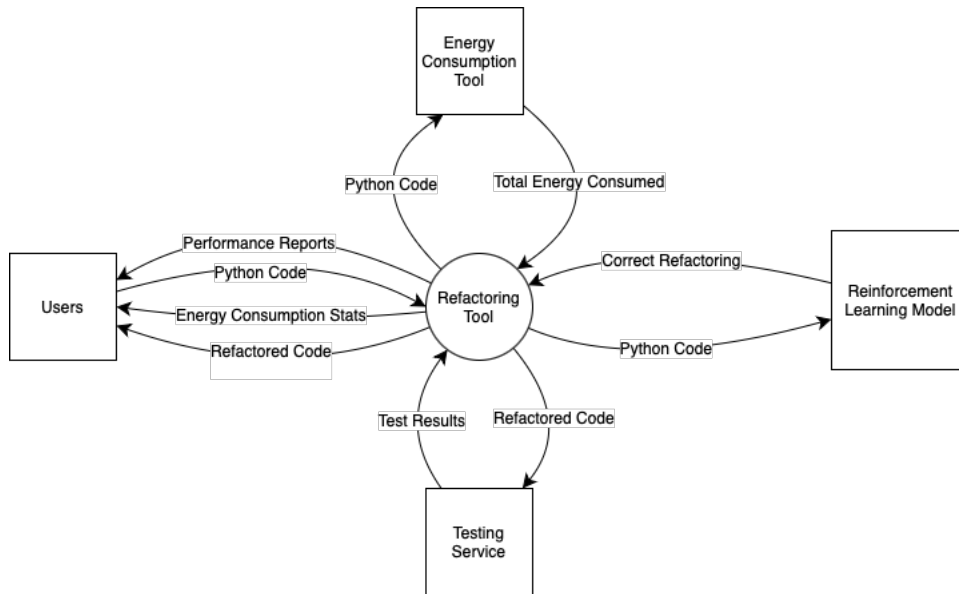 Energy
Consumption
Tool
Python Code
Total Energy Consumed
Performance Reports
Python Code
Energy Consumption Stats
Refactored Code
Users
Refactoring
Tool
Correct Refactoring
Python Code
Reinforcement
Learning Model
Test Results
Refactored Code
Testing
Service